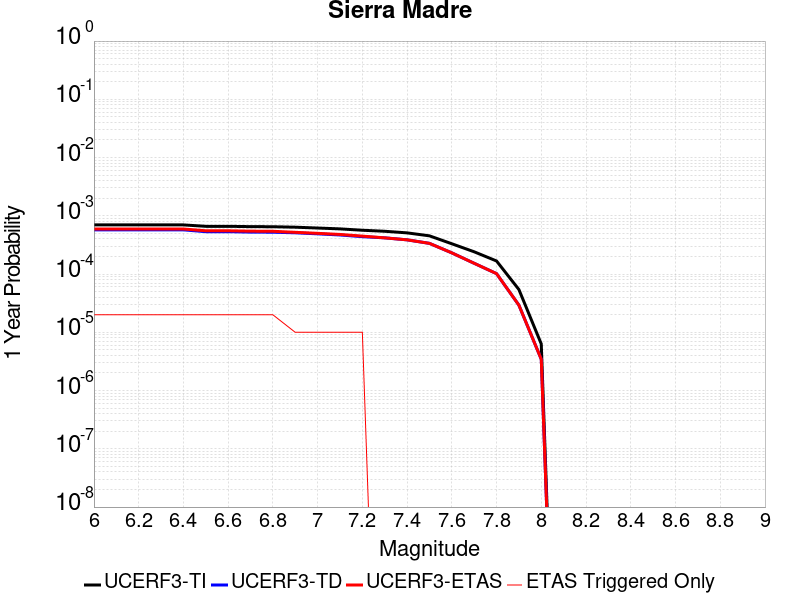 Sierra Madre
1 Year Probability
10^0
10^-1
10^-2
10^-3
10^-4
10^-5
10^-6
10^-7
10^-8
6 6.2 6.4 6.6 6.8 7 7.2 7.4 7.6 7.8 8 8.2 8.4 8.6 8.8 9
Magnitude
UCERF3-TI UCERF3-TD UCERF3-ETAS ETAS Triggered Only